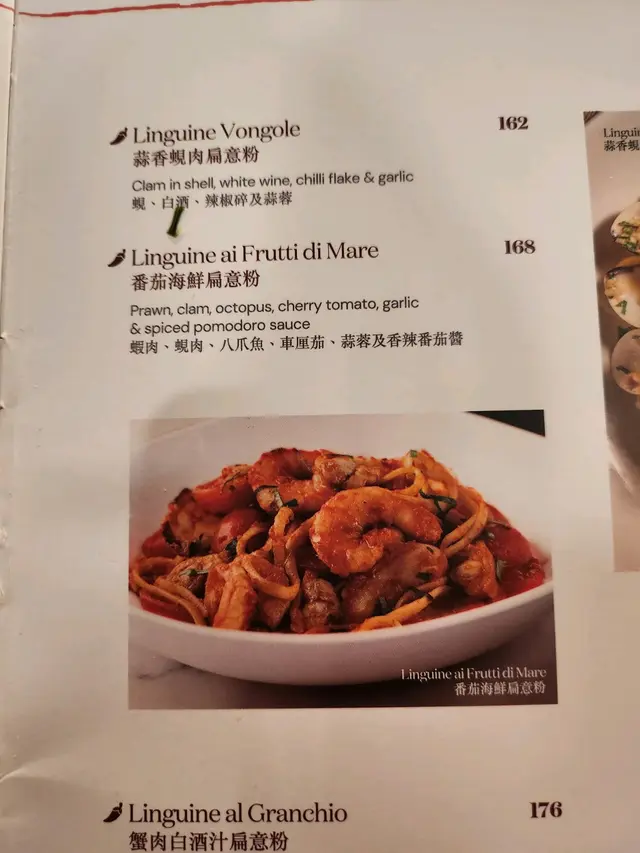 Linguine Vongole 162
蒜香蜆肉扁意粉
Clam in shell, white wine, chilli flake & garlic
蜆、白酒、辣椒碎及蒜蓉
Linguine ai Frutti di Mare 168
番茄海鮮扁意粉
Prawn, clam, octopus, cherry tomato, garlic
& spiced pomodoro sauce
蝦肉、蜆肉、八爪魚、車厘茄、蒜蓉及香辣番茄醬
Linguine ai Frutti di Mare
番茄海鮮扁意粉
Linguine al Granchio 176
蟹肉白酒汁扁意粉
蒜香蜆